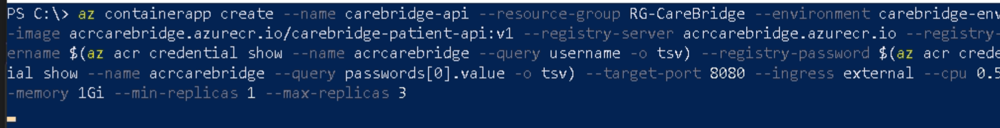 PS C:\> az containerapp create --name carebridge-api --resource-group RG-CareBridge --environment carebridge-env
-image acrcarebridge.azurecr.io/carebridge-patient-api:v1 --registry-server acrcarebridge.azurecr.io --registry-
ername $(az acr credential show --name acrcarebridge --query username -o tsv) --registry-password $(az acr crede
ial show --name acrcarebridge --query passwords[0].value -o tsv) --target-port 8080 --ingress external --cpu 0.5
-memory 1Gi --min-replicas 1 --max-replicas 3